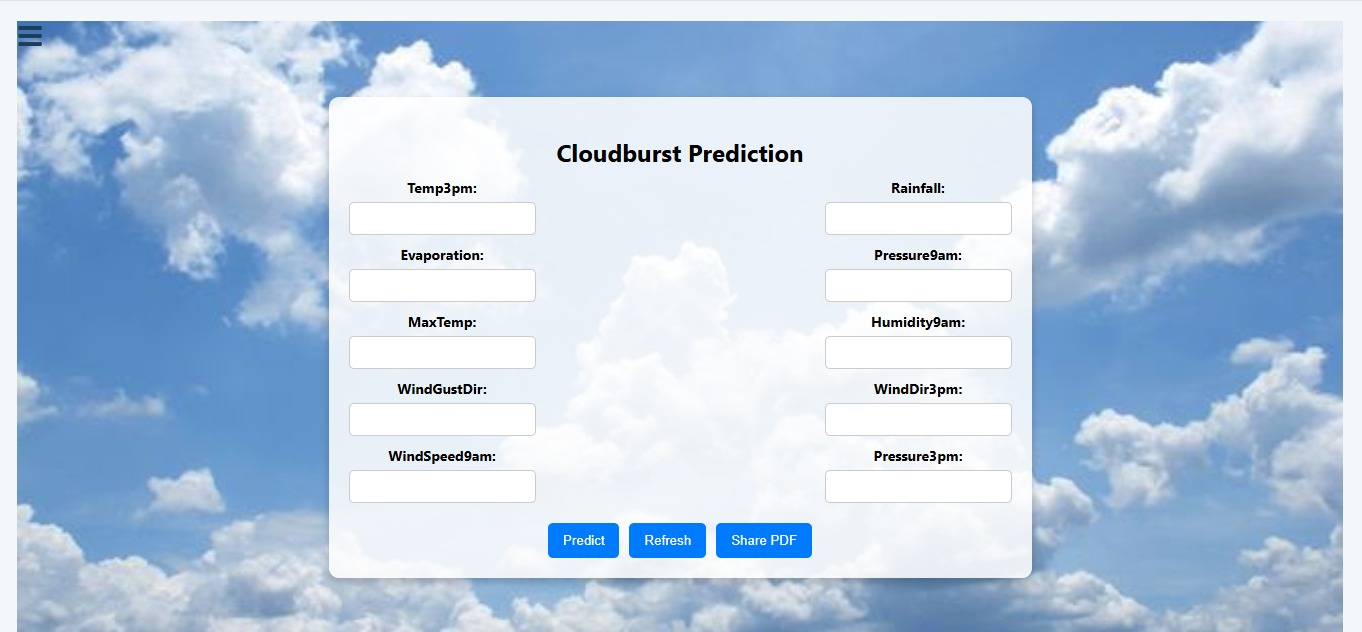 Cloudburst Prediction
Temp3pm:
Rainfall:
Evaporation:
Pressure9am:
MaxTemp:
Humidity9am:
WindGustDir:
WindDir3pm:
WindSpeed9am:
Pressure3pm:
Predict
Refresh
Share PDF